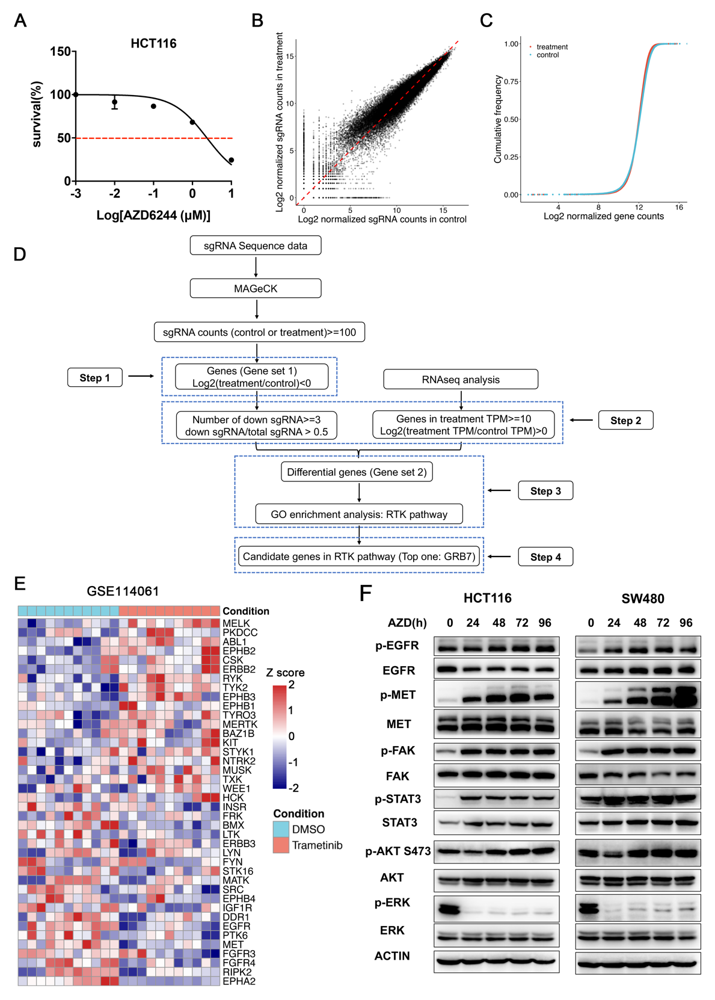 A
HCT116
survival(%)
150
100
50
0
-3
-2
-1
0
1
Log[AZD6244 (μM)]
B
Log2 normalized sgRNA counts in treatment
15
10
5
0
0
5
10
15
Log2 normalized sgRNA counts in control
C
Cumulative frequency
1.00
0.75
0.50
0.25
0.00
treatment
control
4
8
12
16
Log2 normalized gene counts
D
sgRNA Sequence data
MAGeCK
sgRNA counts (control or treatment)>=100
Step 1
Genes (Gene set 1)
Log2(treatment/control)<0
RNAseq analysis
Number of down sgRNA>=3
down sgRNA/total sgRNA > 0.5
Genes in treatment TPM>=10
Log2(treatment TPM/control TPM)>0
Step 2
Differential genes (Gene set 2)
GO enrichment analysis: RTK pathway
Step 3
Candidate genes in RTK pathway (Top one: GRB7)
Step 4
E
GSE114061
Condition
MELK
PKDCC
ABL1
EPHB2
CSK
ERBB2
RYK
TYK2
EPHB3
EPHB1
TYRO3
MERTK
BAZ1B
KIT
STYK1
NTRK2
MUSK
TXK
WEE1
HCK
INSR
FRK
BMX
LTK
ERBB3
LYN
FYN
STK16
MATK
SRC
EPHB4
IGF1R
DDR1
EGFR
PTK6
MET
FGFR3
FGFR4
RIPK2
EPHA2
Z score
2
1
0
-1
-2
Condition
DMSO
Trametinib
F
HCT116
SW480
AZD(h) 0 24 48 72 96 0 24 48 72 96
p-EGFR
EGFR
p-MET
MET
p-FAK
FAK
p-STAT3
STAT3
p-AKT S473
AKT
p-ERK
ERK
ACTIN